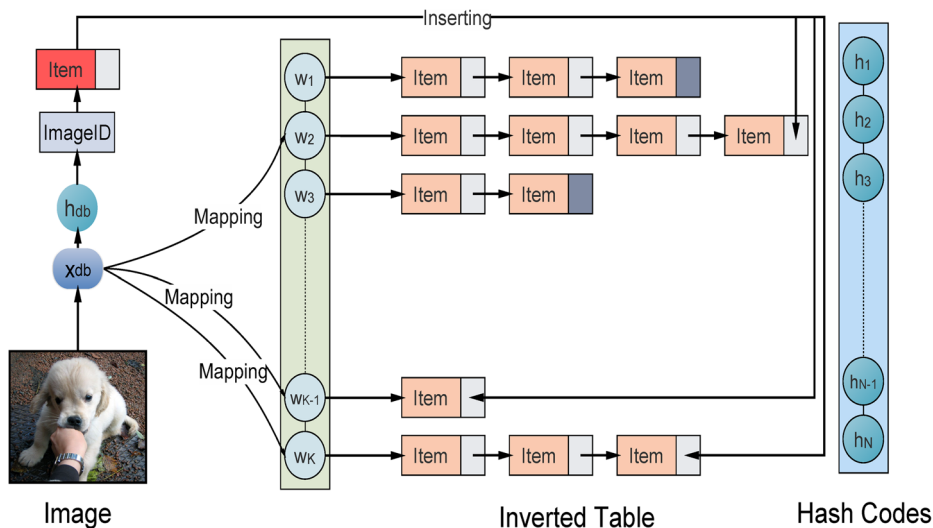 Inserting
Item
ImageID
hdb
xdb
Mapping
Mapping
Mapping
w1
Item Item Item
w2
Item Item Item Item
w3
Item Item
wK-1
Item
wK
Item Item Item
h1
h2
h3
hN-1
hN
Image
Inverted Table
Hash Codes